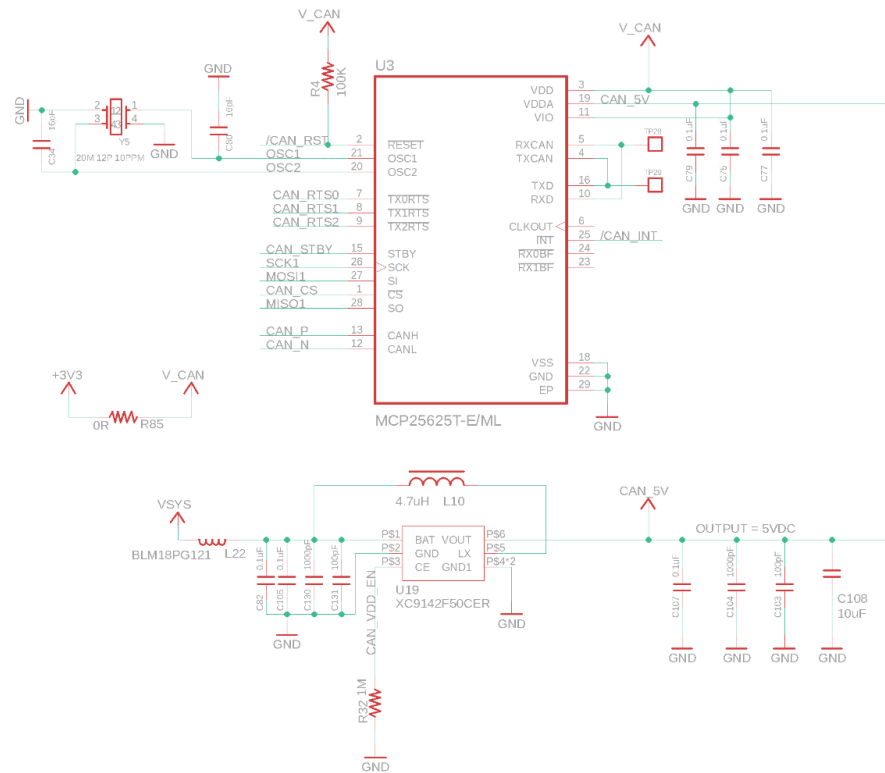 V_CAN
V_CAN
GND
GND
U3
R4
100K
VDD 3
VDDA 19 CAN_5V
VIO 11
2 1
3 4
12
43
Y5
20M 12P 10PPM
GND
C34
16pF
C80
0.1uF
0.1uF
0.1uF
C79
C75
C77
GND
GND
GND
/CAN_RST 2 RESET
OSC1 21 OSC1
OSC2 20 OSC2
RXCAN 5
TXCAN 4
TP28
TXD 16
RXD 10
TP29
CAN_RTS0 7 TX0RTS
CAN_RTS1 8 TX1RTS
CAN_RTS2 9 TX2RTS
CLKOUT 6
INT 25 /CAN_INT
RX0BF 24
RX1BF 23
CAN_STBY 15 STBY
SCK1 26 SCK
MOSI1 27 SI
CAN_CS 1 CS
MISO1 28 SO
CAN_P 13 CANH
CAN_N 12 CANL
VSS 18
GND 22
EP 29
GND
MCP25625T-E/ML
+3V3
V_CAN
0R R85
4.7uH L10
VSYS
BLM18PG121 L22
0.1uF
0.1uF
1000pF
100pF
C82
C105
C130
C131
GND
P$1 BAT VOUT P$6
P$2 GND LX P$5
P$3 CE GND1 P$4*2
U19
XC9142F50CER
GND
CAN_VDD_EN
R32 1M
GND
CAN_5V
OUTPUT = 5VDC
0.1uF
1000pF
100pF
C107
C104
C103
C108
10uF
GND
GND
GND
GND